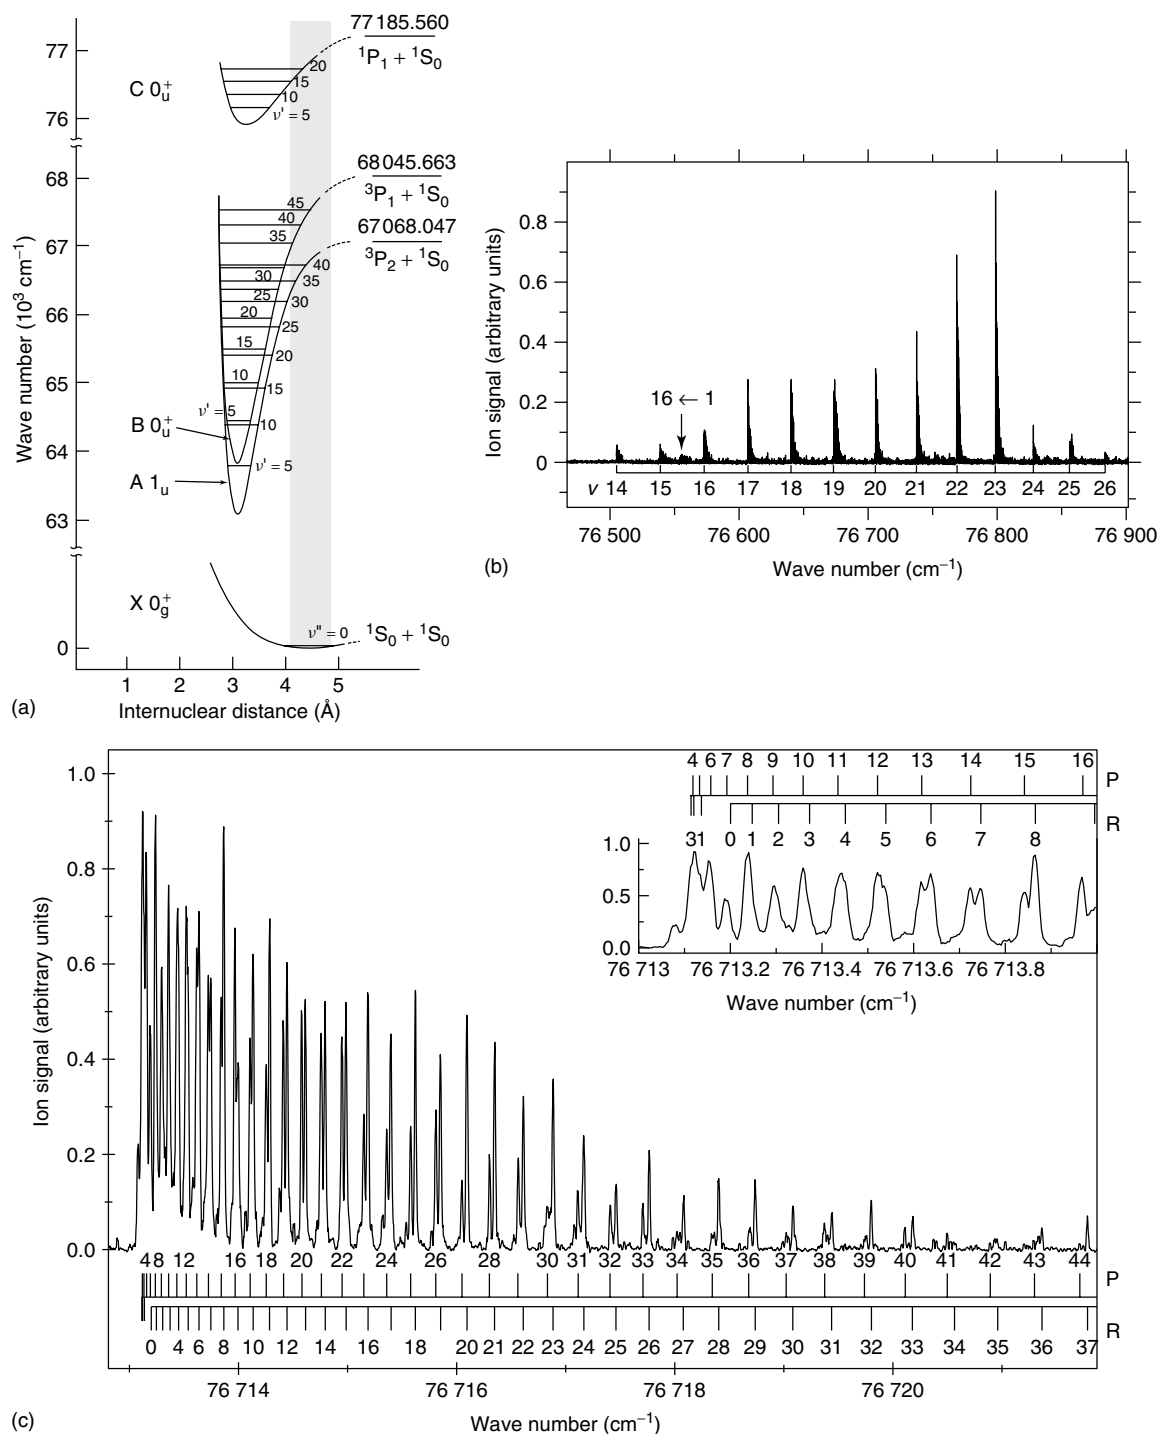 77 185.560
¹P₁ + ¹S₀
77
C 0⁺ᵤ
20
15
10
ν' = 5
76
68 045.663
³P₁ + ¹S₀
67 068.047
³P₂ + ¹S₀
68
67
66
65
64
63
0
Wave number (10³ cm⁻¹)
45
40
35
30
25
20
15
10
ν' = 5
40
35
30
25
20
15
10
ν' = 5
B 0⁺ᵤ
A 1ᵤ
X 0⁺g
ν'' = 0
¹S₀ + ¹S₀
1 2 3 4 5
Internuclear distance (Å)
(a)
Ion signal (arbitrary units)
0.8
0.6
0.4
0.2
0
16 ← 1
v 14 15 16 17 18 19 20 21 22 23 24 25 26
76 500 76 600 76 700 76 800 76 900
Wave number (cm⁻¹)
(b)
Ion signal (arbitrary units)
1.0
0.8
0.6
0.4
0.2
0.0
4 6 7 8 9 10 11 12 13 14 15 16 P
31 0 1 2 3 4 5 6 7 8 R
1.0
0.5
0.0
76 713 76 713.2 76 713.4 76 713.6 76 713.8
Wave number (cm⁻¹)
48 12 16 18 20 22 24 26 28 30 31 32 33 34 35 36 37 38 39 40 41 42 43 44 P
0 4 6 8 10 12 14 16 18 20 21 22 23 24 25 26 27 28 29 30 31 32 33 34 35 36 37 R
76 714 76 716 76 718 76 720
Wave number (cm⁻¹)
(c)